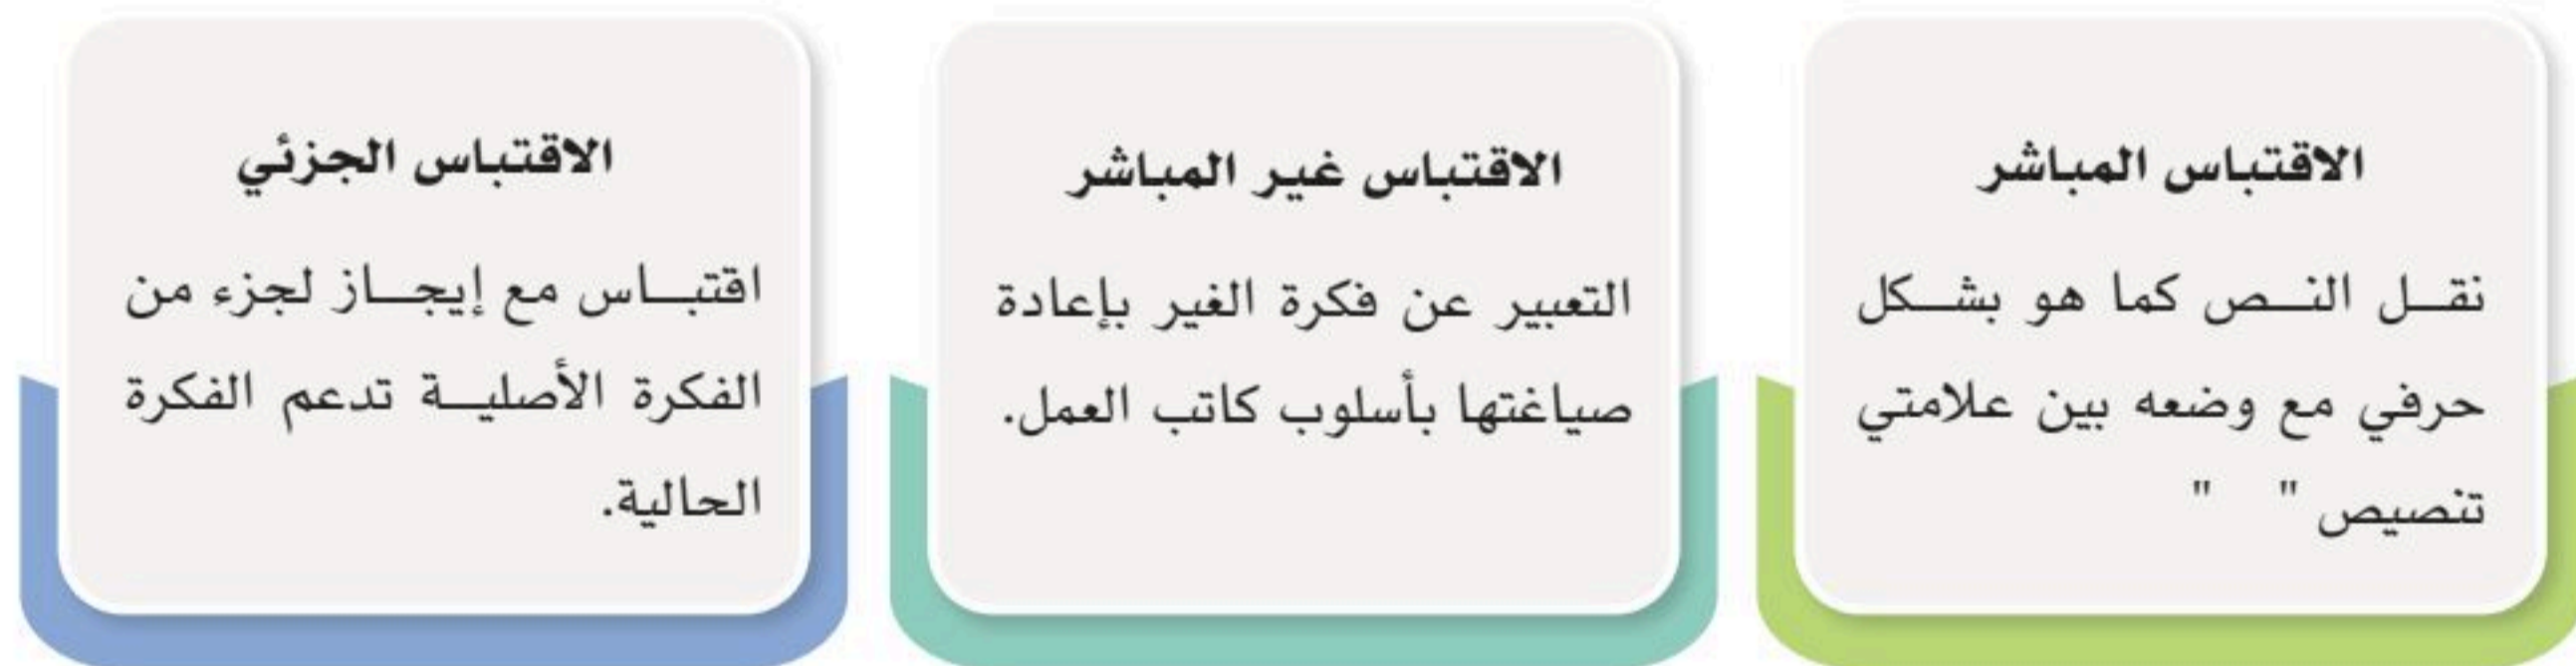 الاقتباس المباشر
نقل النص كما هو بشكل
حرفي مع وضعه بين علامتي
تنصيص " "
الاقتباس غير المباشر
التعبير عن فكرة الغير بإعادة
صياغتها بأسلوب كاتب العمل.
الاقتباس الجزئي
اقتباس مع إيجاز لجزء من
الفكرة الأصلية تدعم الفكرة
الحالية.